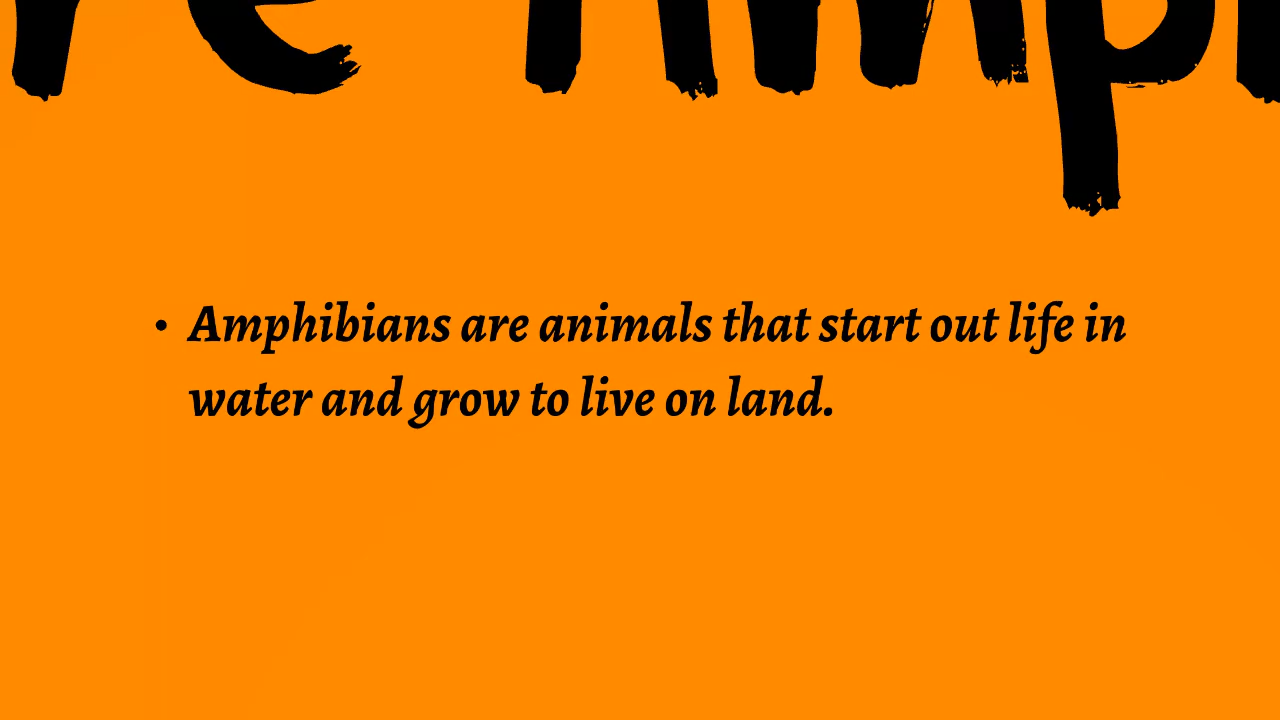 • Amphibians are animals that start out life in
water and grow to live on land.